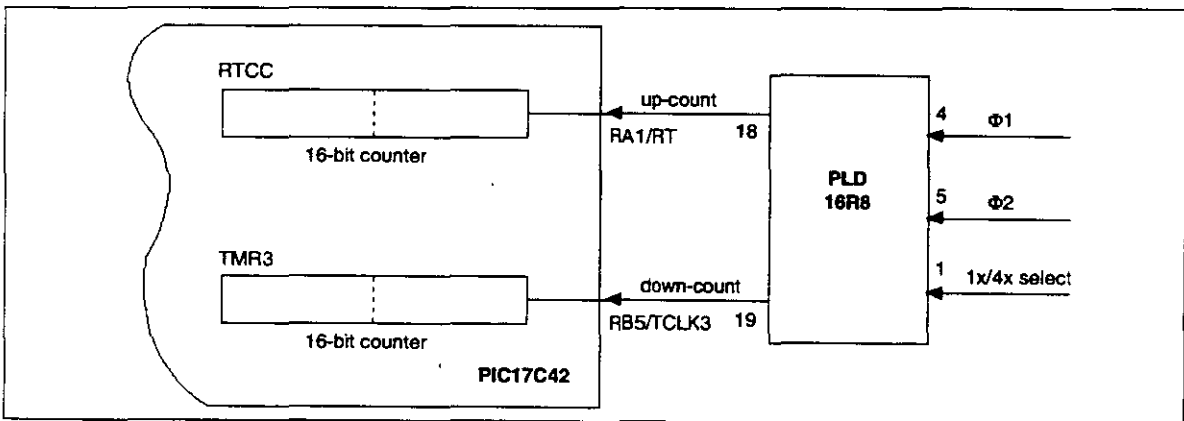 RTCC
16-bit counter
up-count
RA1/RT
18
TMR3
16-bit counter
down-count
RB5/TCLK3
19
PIC17C42
PLD
16R8
4
Φ1
5
Φ2
1
1x/4x select